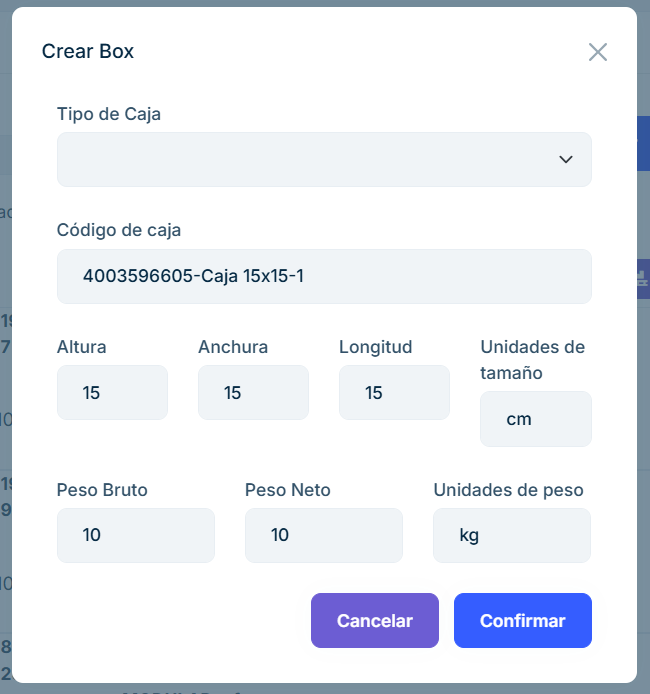 Crear Box
Tipo de Caja
Código de caja
4003596605-Caja 15x15-1
Altura
Anchura
Longitud
Unidades de
tamaño
15
15
15
cm
Peso Bruto
Peso Neto
Unidades de peso
10
10
kg
Cancelar
Confirmar